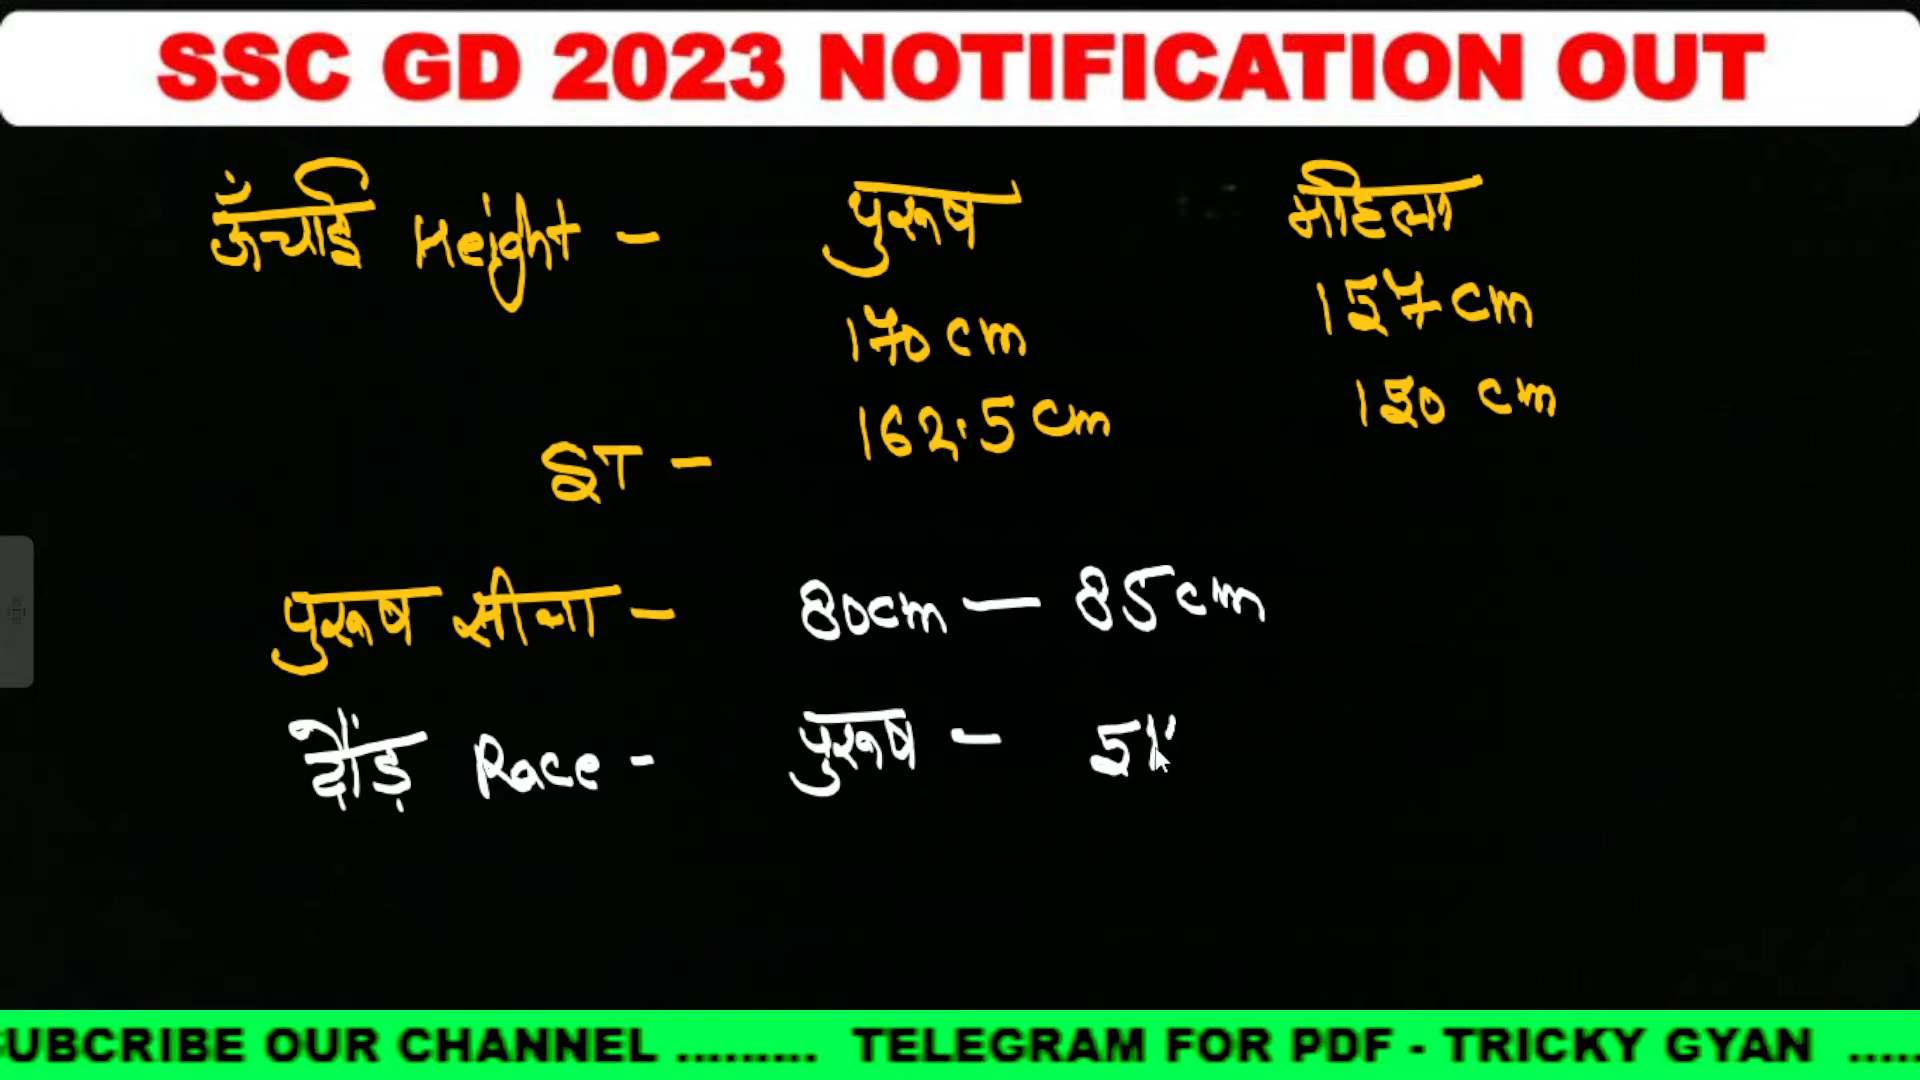 SSC GD 2023 NOTIFICATION OUT
ऊँचाई Height - पुरूष महिला
170 cm 157 cm
ST - 162.5 cm 150 cm
पुरूष सीना - 80cm - 85cm
दौड़ Race - पुरूष - 5
UBCRIBE OUR CHANNEL ......... TELEGRAM FOR PDF - TRICKY GYAN .....